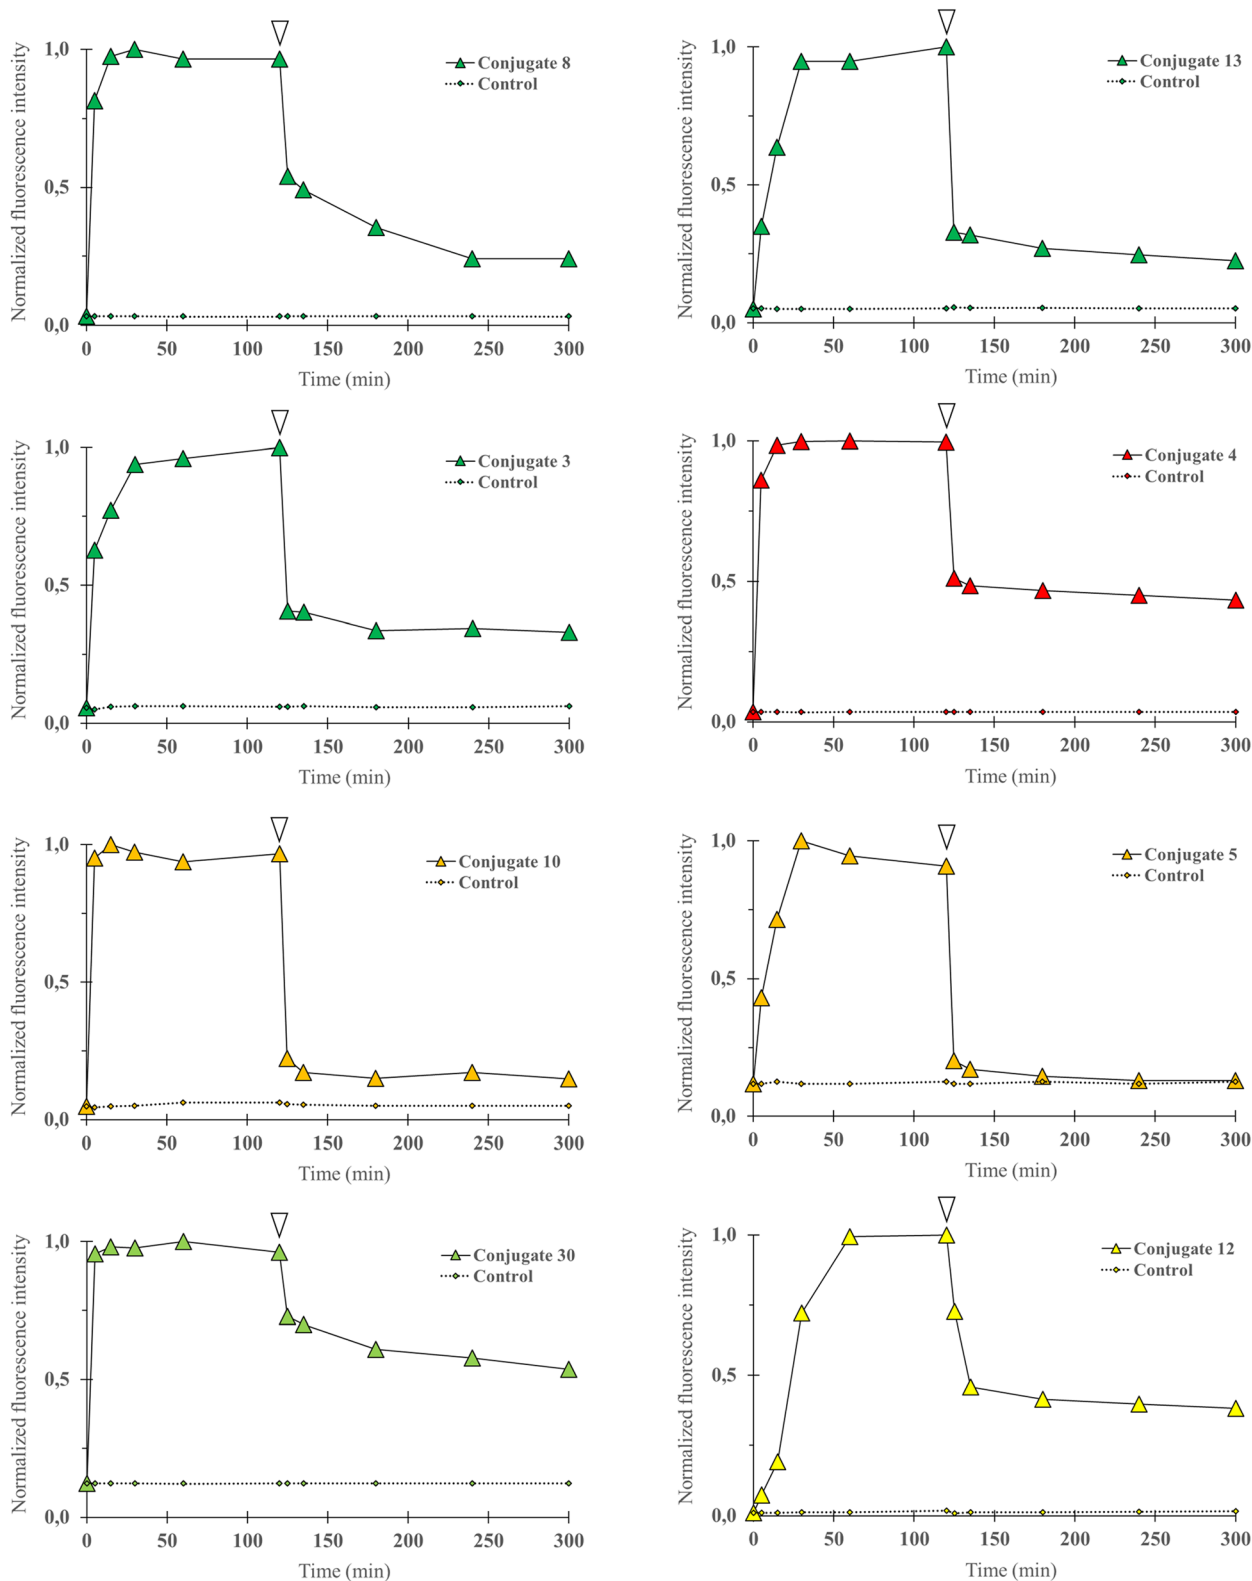 Normalized fluorescence intensity
1,0
0,5
0,0
Conjugate 8
Control
0 50 100 150 200 250 300
Time (min)
Normalized fluorescence intensity
1,0
0,5
0,0
Conjugate 13
Control
0 50 100 150 200 250 300
Time (min)
Normalized fluorescence intensity
1,0
0,5
0,0
Conjugate 3
Control
0 50 100 150 200 250 300
Time (min)
Normalized fluorescence intensity
1,0
0,5
0,0
Conjugate 4
Control
0 50 100 150 200 250 300
Time (min)
Normalized fluorescence intensity
1,0
0,5
0,0
Conjugate 10
Control
0 50 100 150 200 250 300
Time (min)
Normalized fluorescence intensity
1,0
0,5
0,0
Conjugate 5
Control
0 50 100 150 200 250 300
Time (min)
Normalized fluorescence intensity
1,0
0,5
0,0
Conjugate 30
Control
0 50 100 150 200 250 300
Time (min)
Normalized fluorescence intensity
1,0
0,5
0,0
Conjugate 12
Control
0 50 100 150 200 250 300
Time (min)